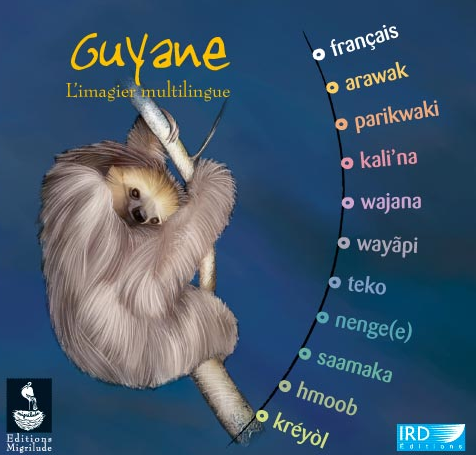 Guyane
L'imagier multilingue
français
arawak
parikwaki
kali'na
wajana
wayãpi
teko
nenge(e)
saamaka
hmoob
kréyòl
Editions
Migrilude
IRD
Éditions